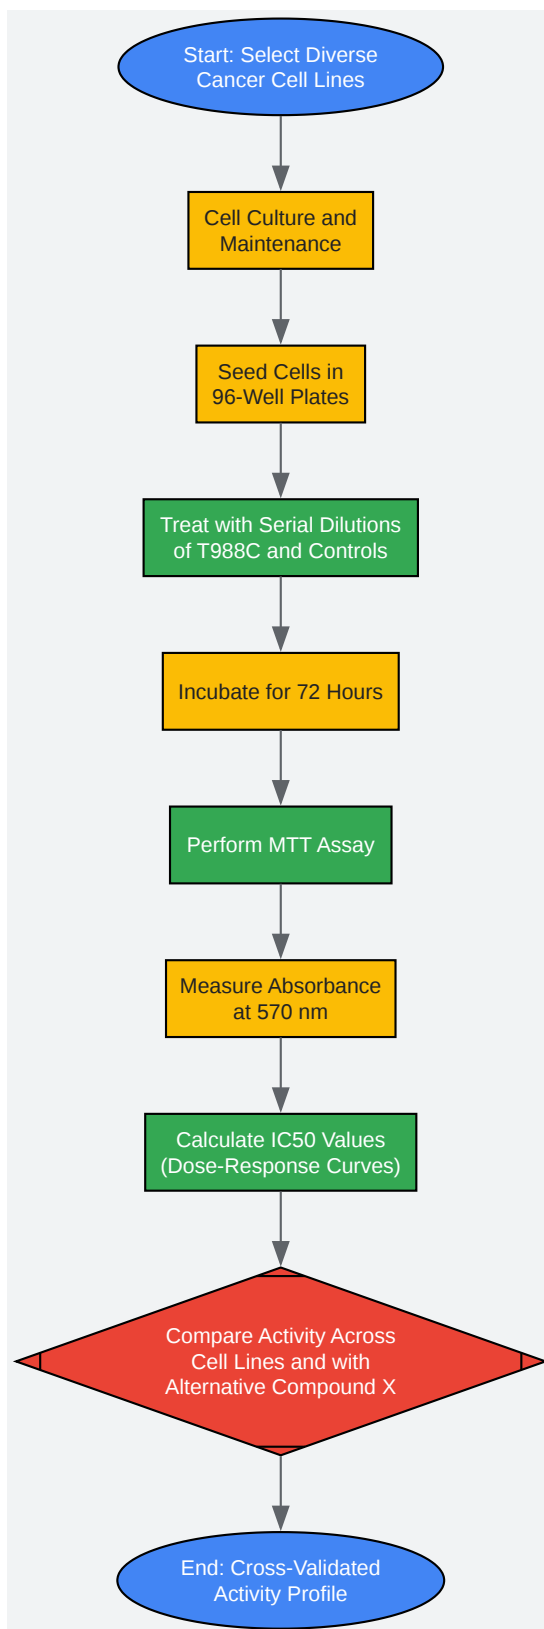 Start: Select Diverse
Cancer Cell Lines
Cell Culture and
Maintenance
Seed Cells in
96-Well Plates
Treat with Serial Dilutions
of T988C and Controls
Incubate for 72 Hours
Perform MTT Assay
Measure Absorbance
at 570 nm
Calculate IC50 Values
(Dose-Response Curves)
Compare Activity Across
Cell Lines and with
Alternative Compound X
End: Cross-Validated
Activity Profile